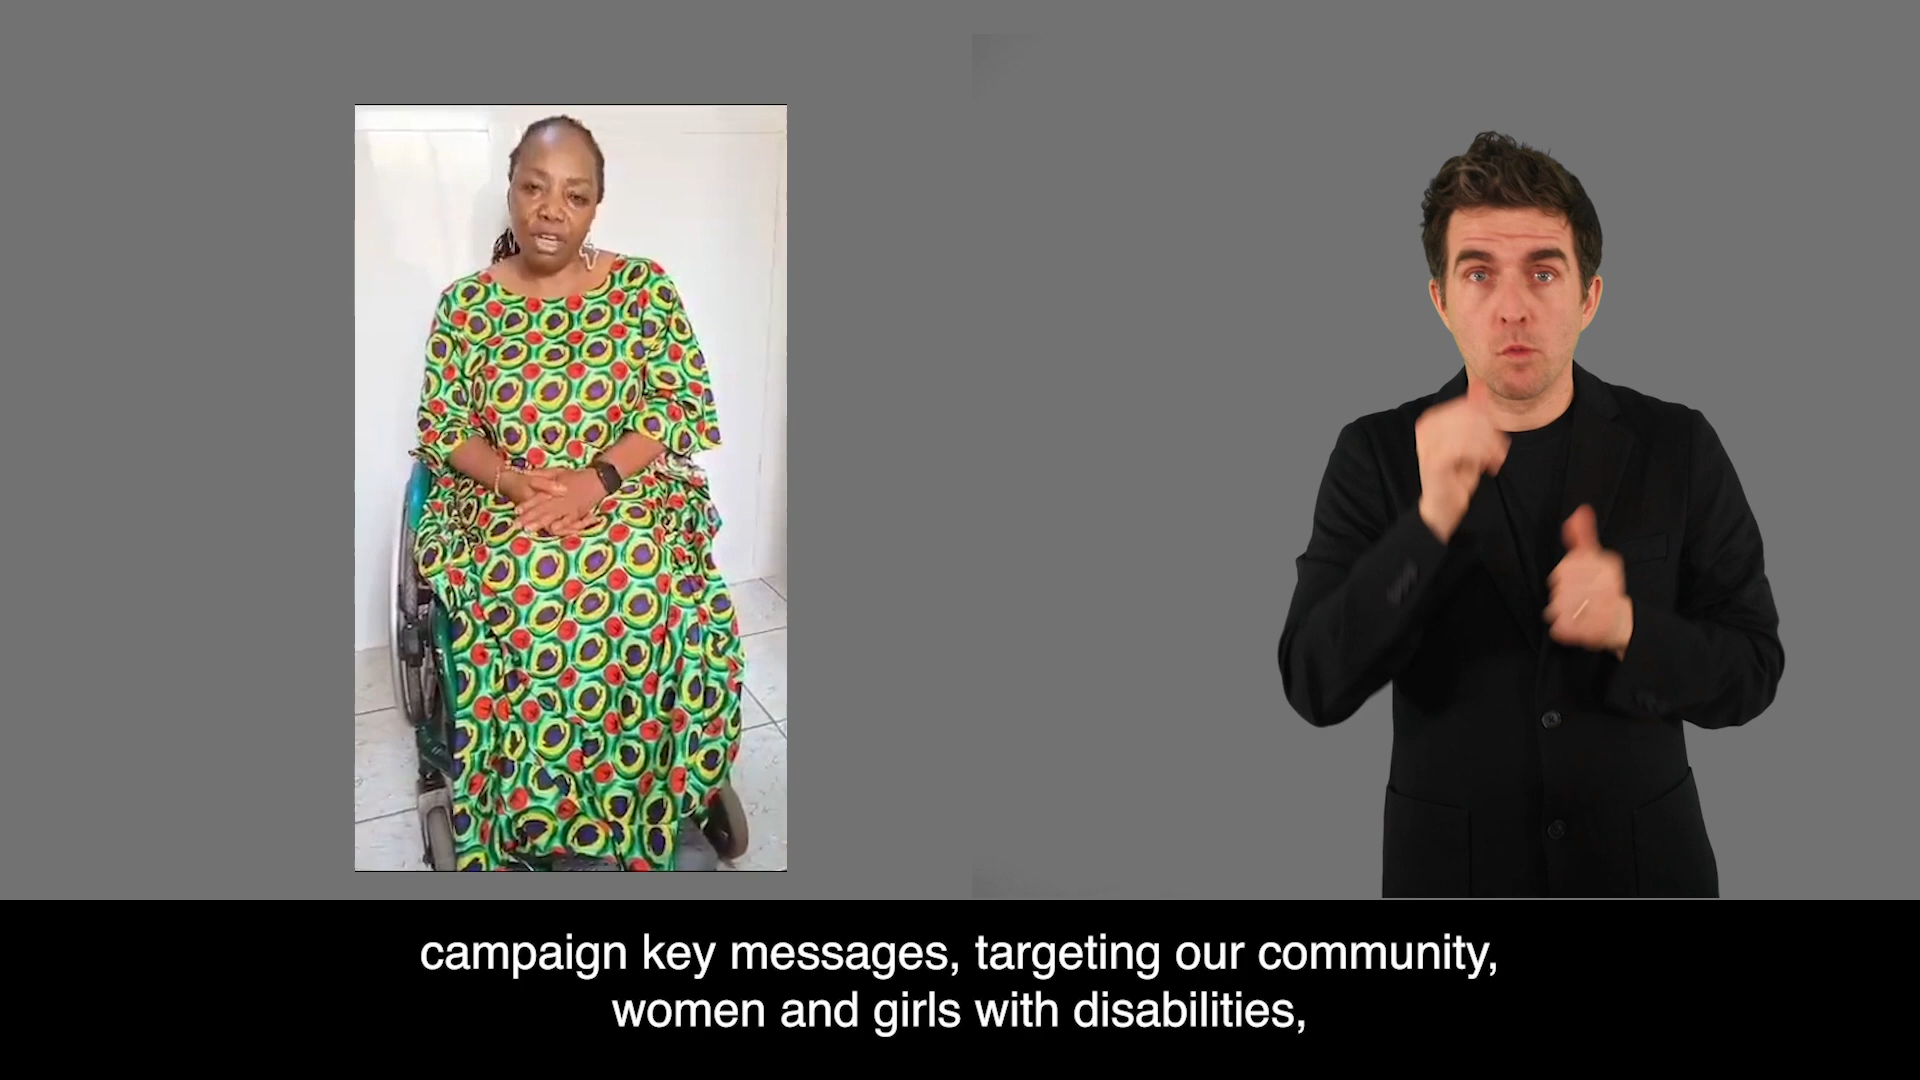 campaign key messages, targeting our community,
women and girls with disabilities,